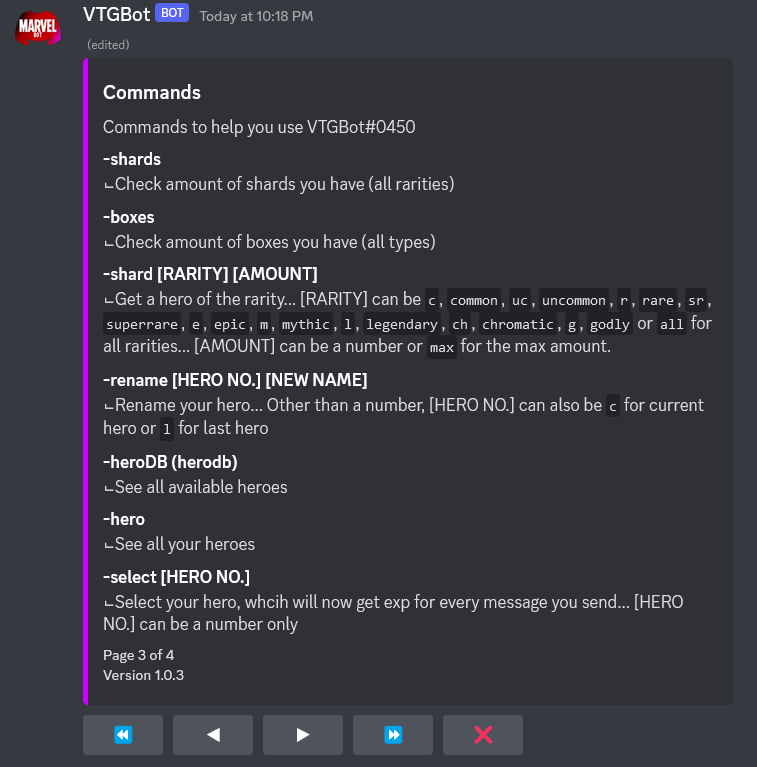 MARVEL
BOT
VTGBot BOT Today at 10:18 PM
(edited)
Commands
Commands to help you use VTGBot#0450
-shards
⌙Check amount of shards you have (all rarities)
-boxes
⌙Check amount of boxes you have (all types)
-shard [RARITY] [AMOUNT]
⌙Get a hero of the rarity... [RARITY] can be c, common, uc, uncommon, r, rare, sr,
superrare, e, epic, m, mythic, l, legendary, ch, chromatic, g, godly or all for
all rarities... [AMOUNT] can be a number or max for the max amount.
-rename [HERO NO.] [NEW NAME]
⌙Rename your hero... Other than a number, [HERO NO.] can also be c for current
hero or l for last hero
-heroDB (herodb)
⌙See all available heroes
-hero
⌙See all your heroes
-select [HERO NO.]
⌙Select your hero, whcih will now get exp for every message you send... [HERO
NO.] can be a number only
Page 3 of 4
Version 1.0.3